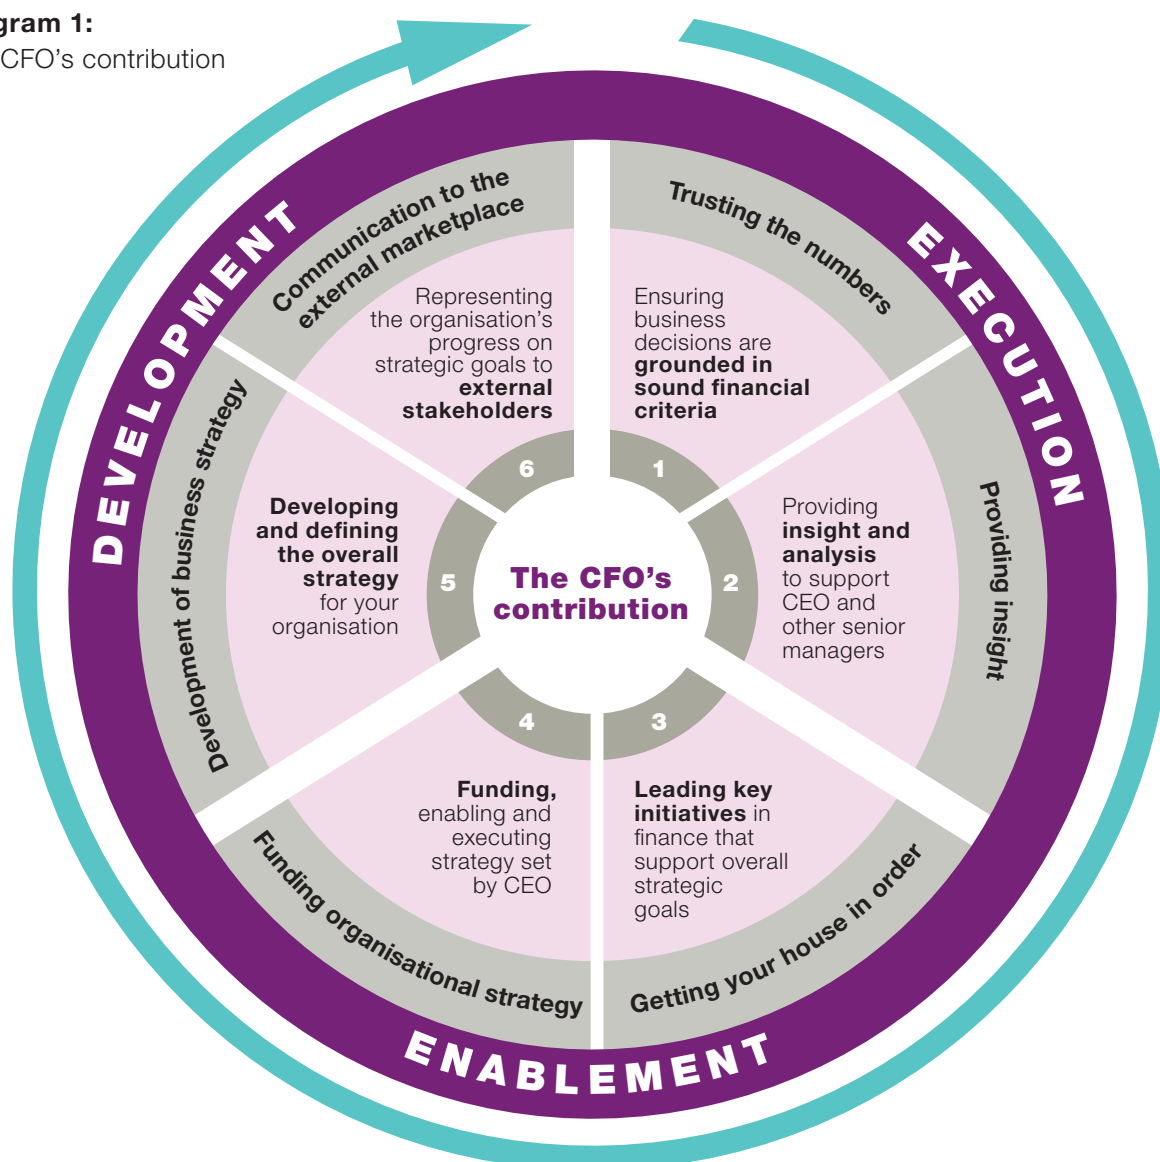 gram 1:
CFO’s contribution
DEVELOPMENT
EXECUTION
ENABLEMENT
Communication to the
external marketplace
Trusting the numbers
Providing insight
Getting your house in order
Funding organisational strategy
Development of business strategy
Representing
the organisation’s
progress on
strategic goals to
external
stakeholders
6
Ensuring
business
decisions are
grounded in
sound financial
criteria
1
Providing
insight and
analysis
to support
CEO and
other senior
managers
2
Leading key
initiatives in
finance that
support overall
strategic
goals
3
Funding,
enabling and
executing
strategy set
by CEO
4
Developing
and defining
the overall
strategy
for your
organisation
5
The CFO’s
contribution